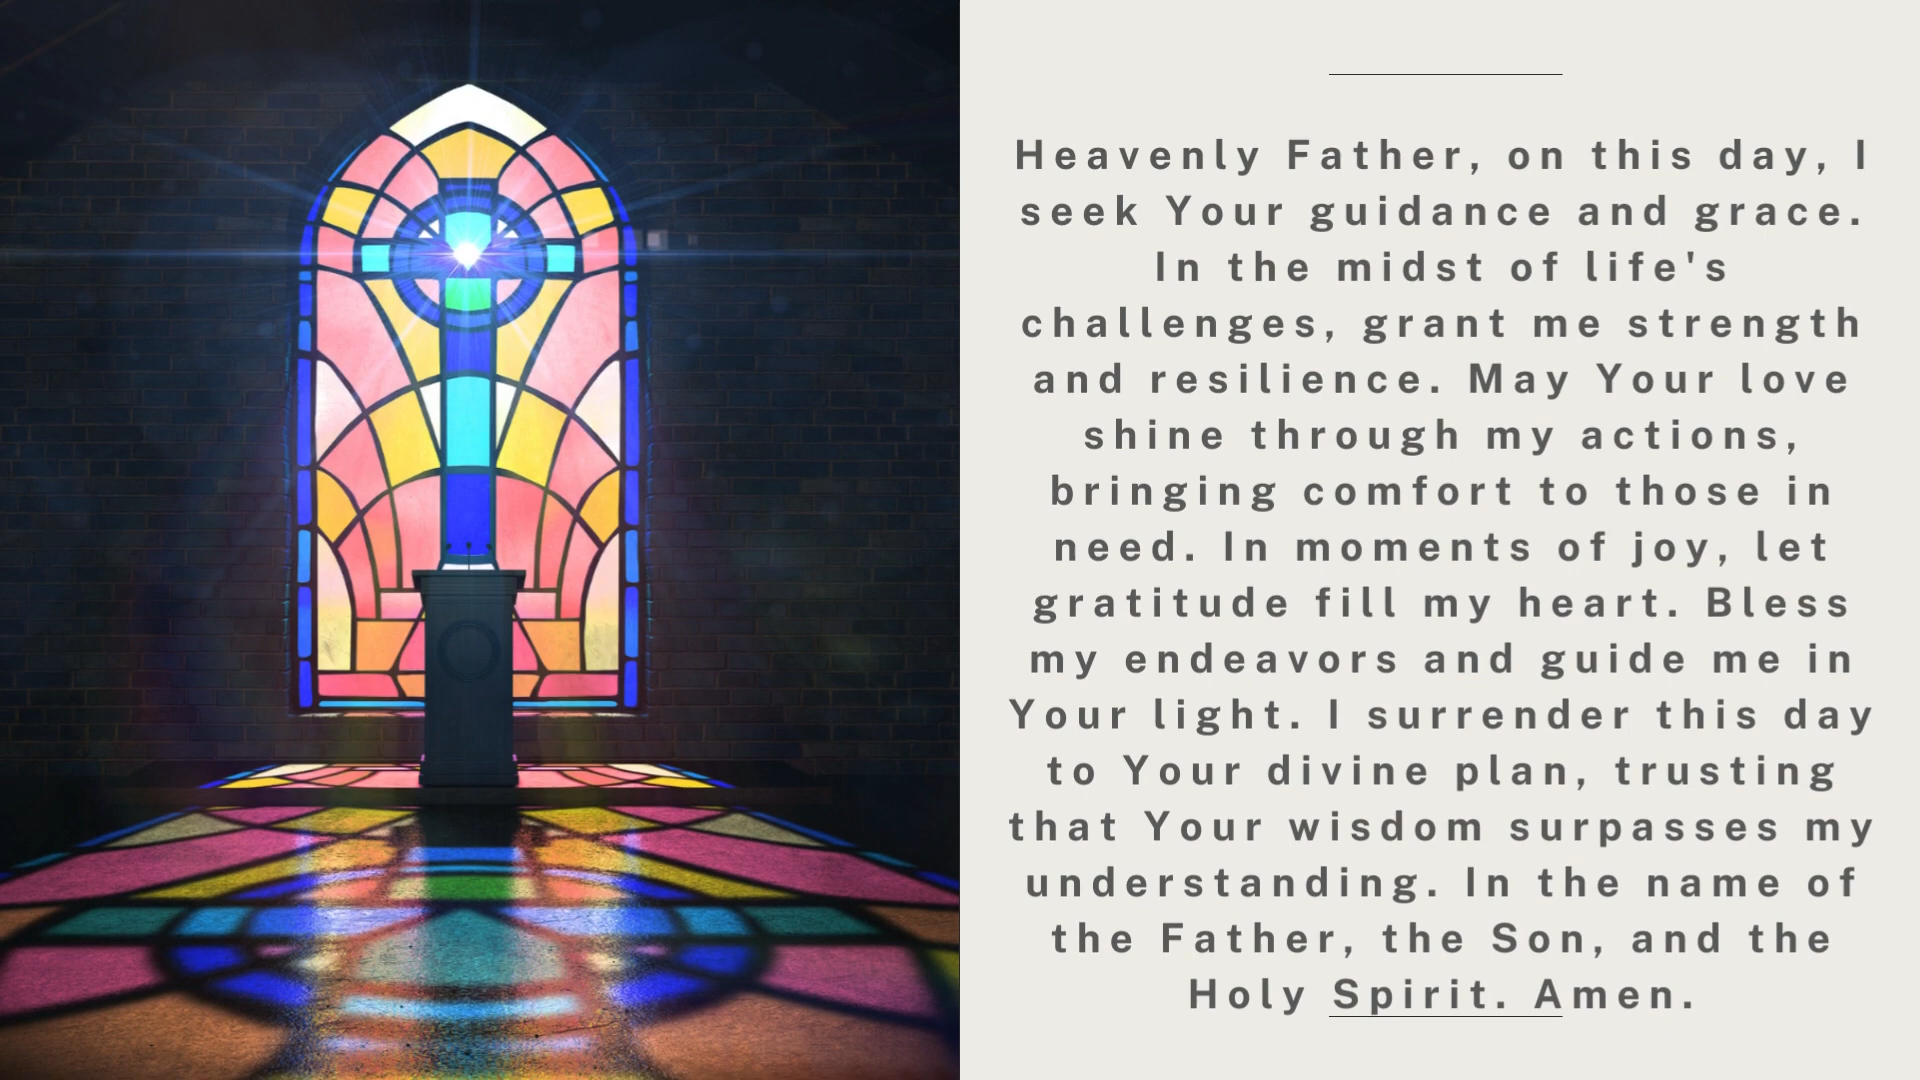 Heavenly Father, on this day, I
seek Your guidance and grace.
In the midst of life's
challenges, grant me strength
and resilience. May Your love
shine through my actions,
bringing comfort to those in
need. In moments of joy, let
gratitude fill my heart. Bless
my endeavors and guide me in
Your light. I surrender this day
to Your divine plan, trusting
that Your wisdom surpasses my
understanding. In the name of
the Father, the Son, and the
Holy Spirit. Amen.